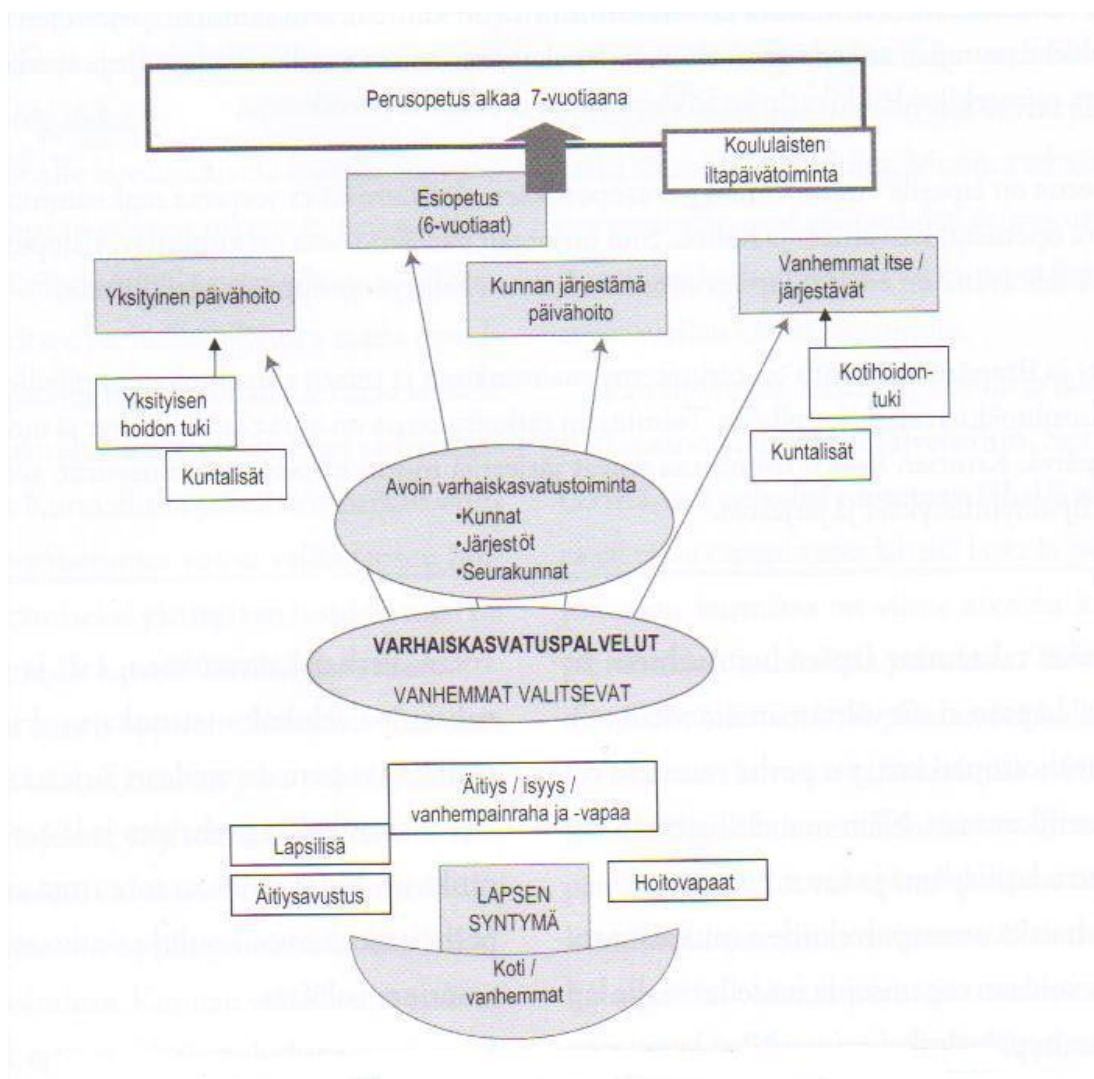 Perusopetus alkaa 7-vuotiaana
Koululaisten
iltapäivätoiminta
Esiopetus
(6-vuotiaat)
Yksityinen päivähoito
Kunnan järjestämä
päivähoito
Vanhemmat itse /
järjestävät
Yksityisen
hoidon tuki
Kuntalisät
Kotihoidon-
tuki
Kuntalisät
Avoin varhaiskasvatustoiminta
•Kunnat
•Järjestöt
•Seurakunnat
VARHAISKASVATUSPALVELUT
VANHEMMAT VALITSEVAT
Äitiys / isyys /
vanhempainraha ja -vapaa
Lapsilisä
Äitiysavustus
LAPSEN
SYNTYMÄ
Hoitovapaat
Koti /
vanhemmat